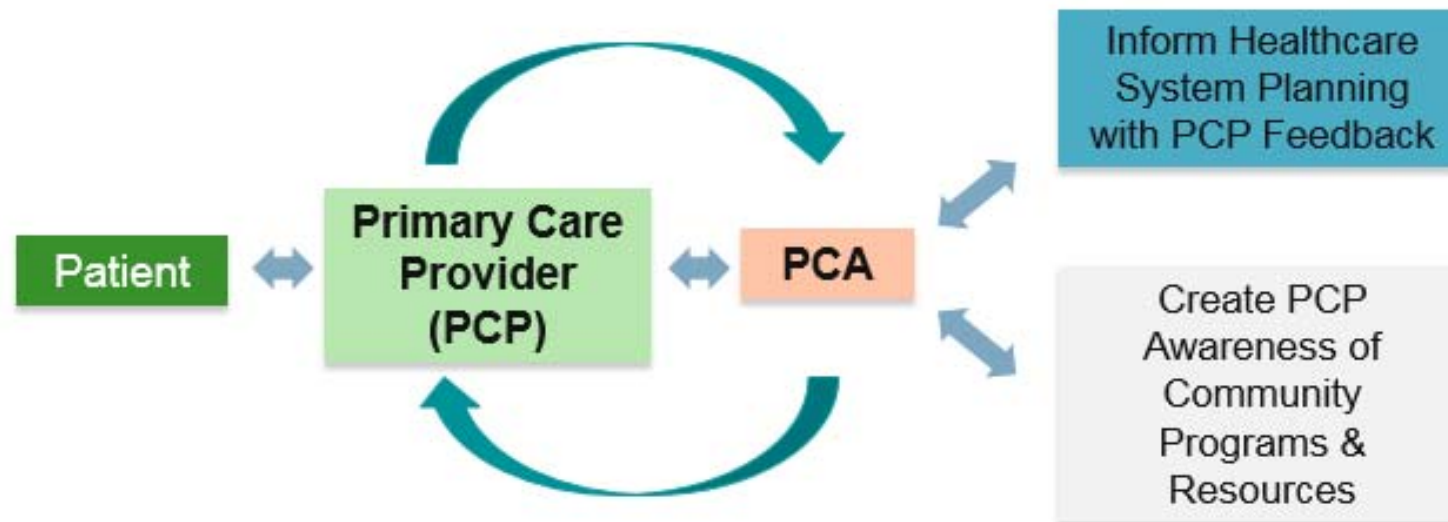 Patient
Primary Care
Provider
(PCP)
PCA
Inform Healthcare
System Planning
with PCP Feedback
Create PCP
Awareness of
Community
Programs &
Resources